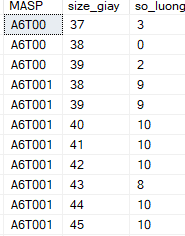 MASP size_giay so_luong
A6T00 37 3
A6T00 38 0
A6T00 39 2
A6T001 38 9
A6T001 39 9
A6T001 40 10
A6T001 41 10
A6T001 42 10
A6T001 43 8
A6T001 44 10
A6T001 45 10